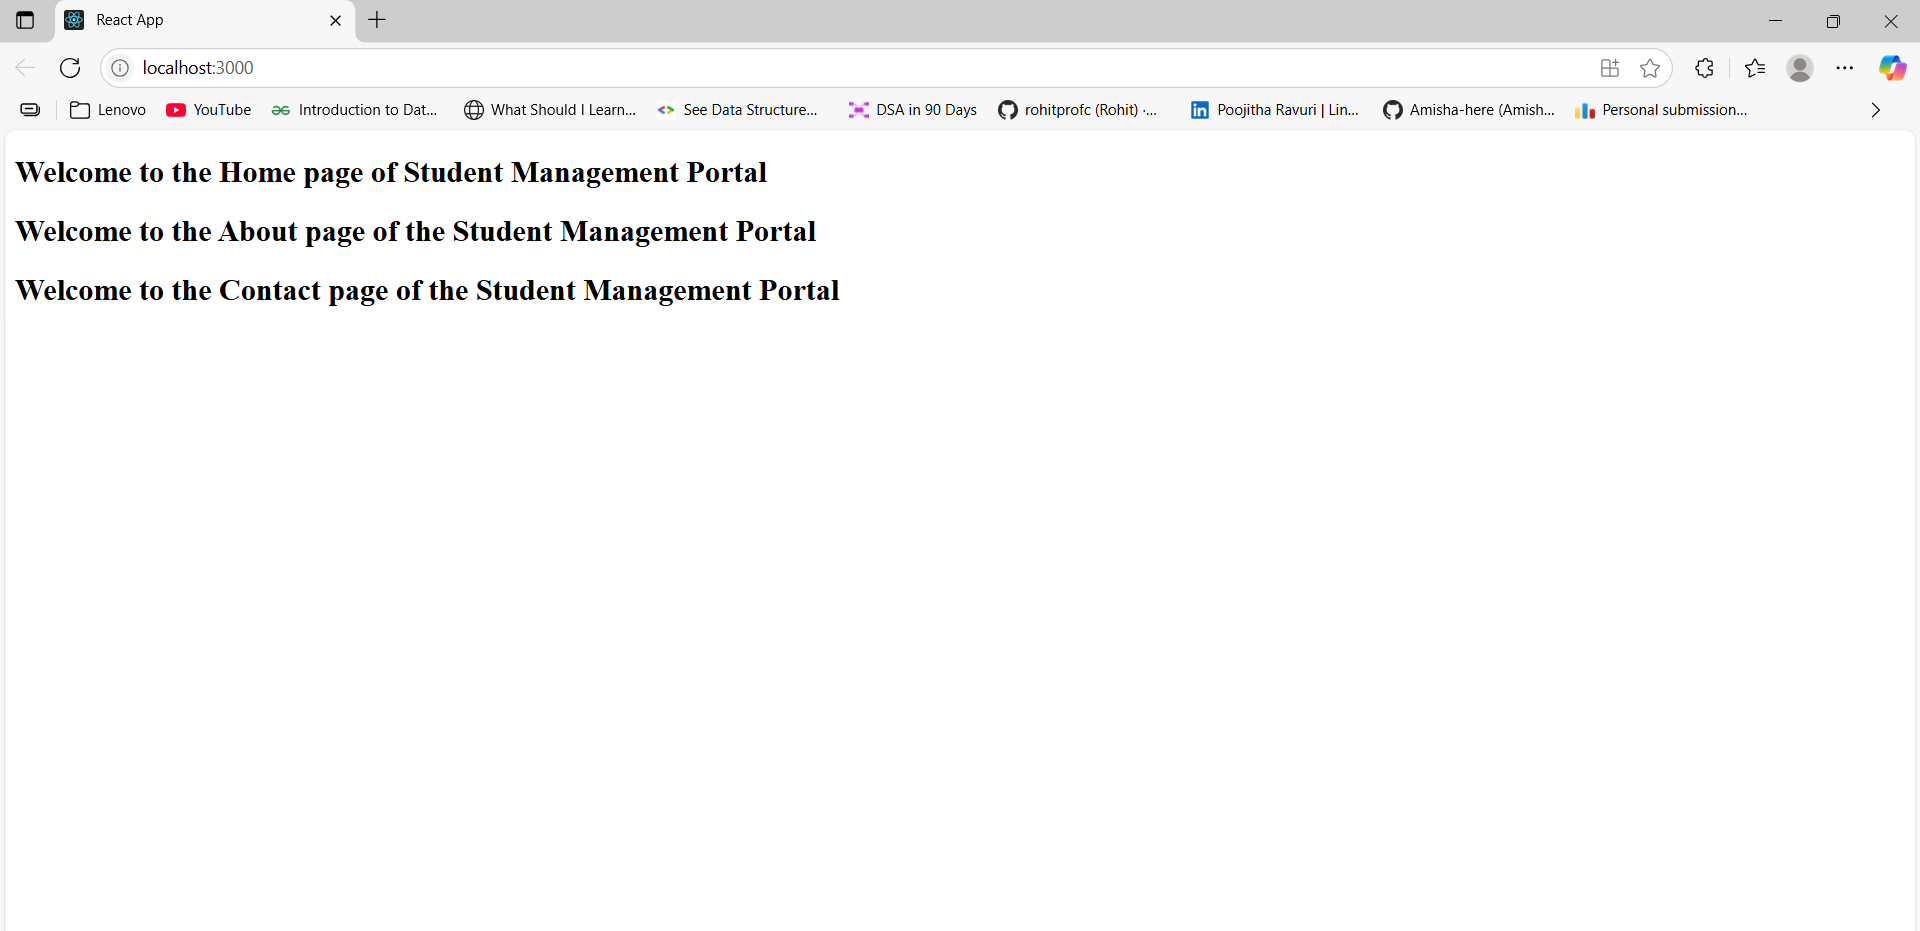 React App
localhost:3000
Lenovo YouTube Introduction to Dat... What Should I Learn... See Data Structure... DSA in 90 Days rohitprofc (Rohit) ·... Poojitha Ravuri | Lin... Amisha-here (Amish... Personal submission...
Welcome to the Home page of Student Management Portal
Welcome to the About page of the Student Management Portal
Welcome to the Contact page of the Student Management Portal